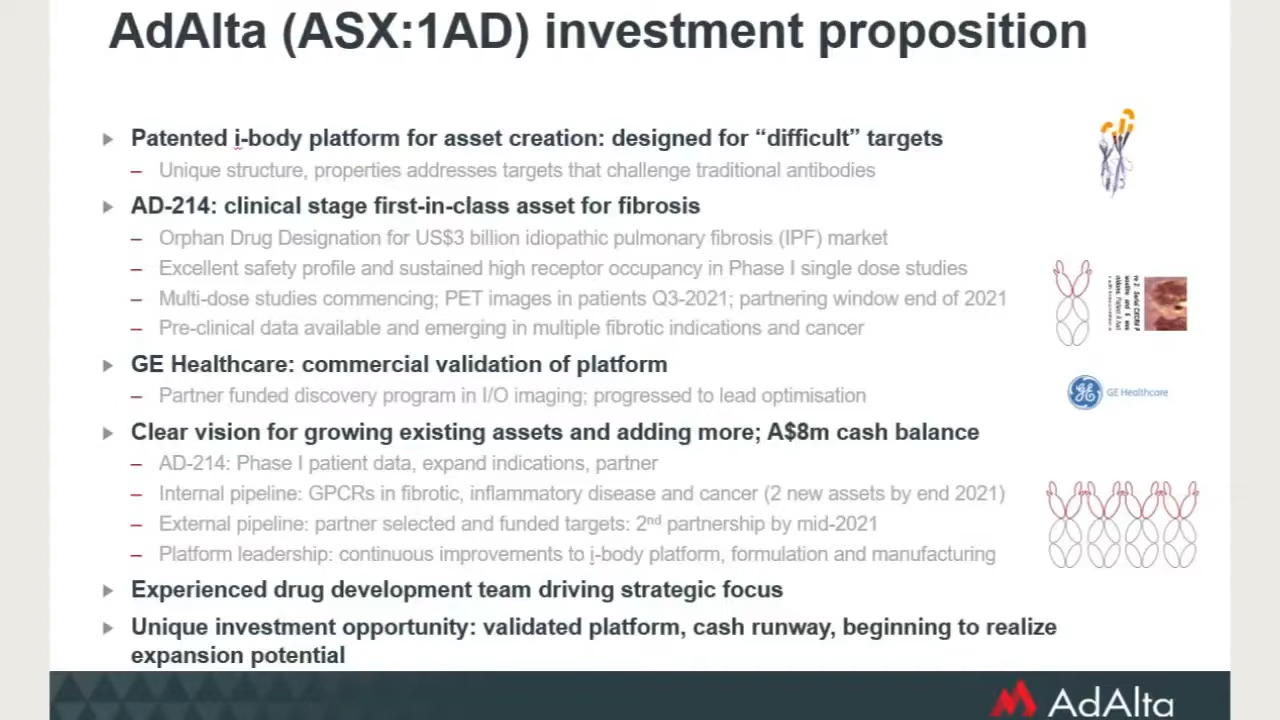 AdAlta (ASX:1AD) investment proposition
Patented i-body platform for asset creation: designed for “difficult” targets
– Unique structure, properties addresses targets that challenge traditional antibodies
AD-214: clinical stage first-in-class asset for fibrosis
– Orphan Drug Designation for US$3 billion idiopathic pulmonary fibrosis (IPF) market
– Excellent safety profile and sustained high receptor occupancy in Phase I single dose studies
– Multi-dose studies commencing; PET images in patients Q3-2021; partnering window end of 2021
– Pre-clinical data available and emerging in multiple fibrotic indications and cancer
GE Healthcare: commercial validation of platform
– Partner funded discovery program in I/O imaging; progressed to lead optimisation
GE Healthcare
Clear vision for growing existing assets and adding more; A$8m cash balance
– AD-214: Phase I patient data, expand indications, partner
– Internal pipeline: GPCRs in fibrotic, inflammatory disease and cancer (2 new assets by end 2021)
– External pipeline: partner selected and funded targets: 2nd partnership by mid-2021
– Platform leadership: continuous improvements to i-body platform, formulation and manufacturing
Experienced drug development team driving strategic focus
Unique investment opportunity: validated platform, cash runway, beginning to realize
expansion potential
AdAlta